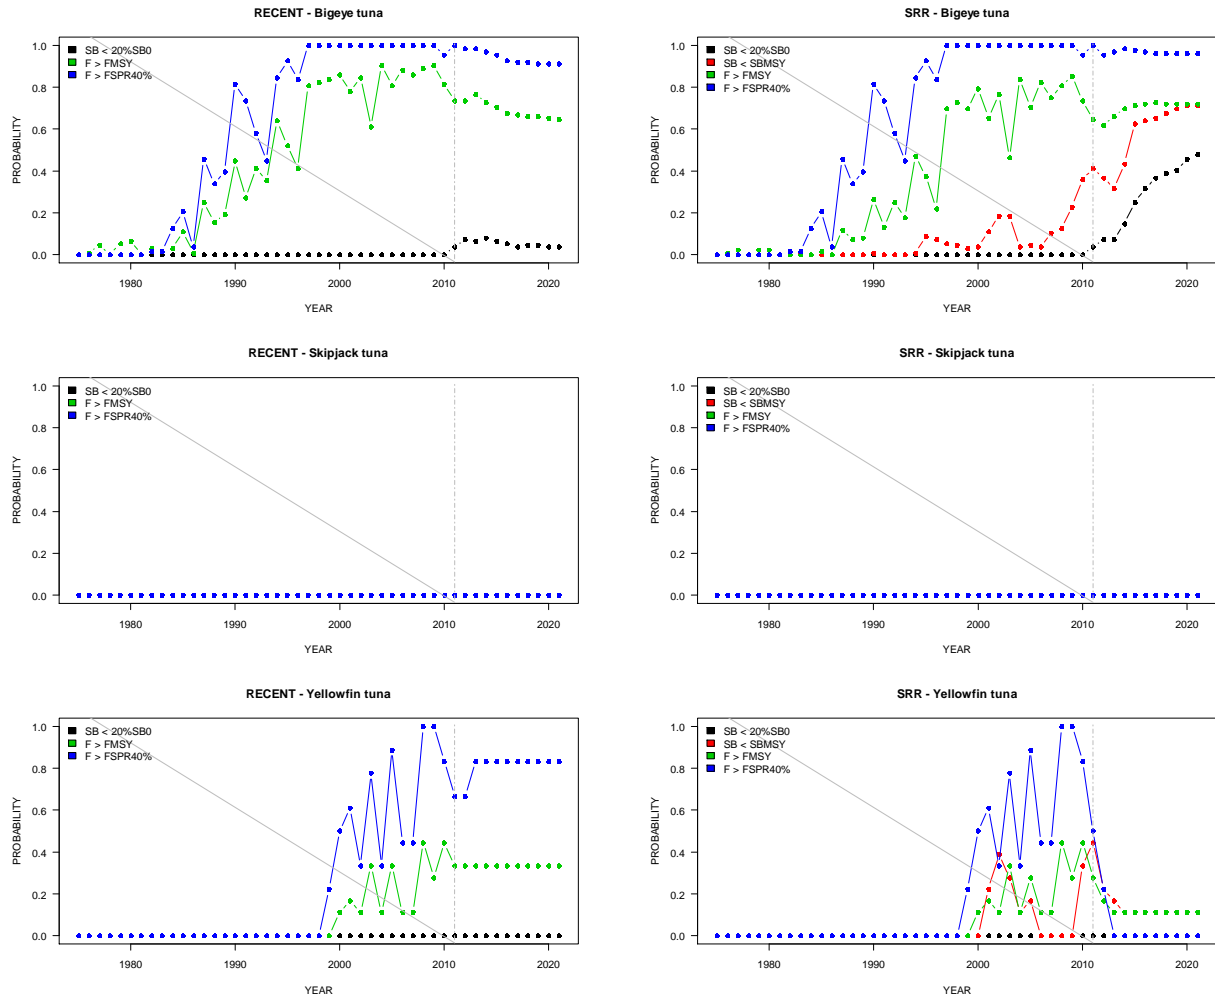 RECENT - Bigeye tuna
SB < 20%SB0
F > FMSY
F > FSPR40%
PROBABILITY
1.0
0.8
0.6
0.4
0.2
0.0
1980 1990 2000 2010 2020
YEAR
SRR - Bigeye tuna
SB < 20%SB0
SB < SBMSY
F > FMSY
F > FSPR40%
PROBABILITY
1.0
0.8
0.6
0.4
0.2
0.0
1980 1990 2000 2010 2020
YEAR
RECENT - Skipjack tuna
SB < 20%SB0
F > FMSY
F > FSPR40%
PROBABILITY
1.0
0.8
0.6
0.4
0.2
0.0
1980 1990 2000 2010 2020
YEAR
SRR - Skipjack tuna
SB < 20%SB0
SB < SBMSY
F > FMSY
F > FSPR40%
PROBABILITY
1.0
0.8
0.6
0.4
0.2
0.0
1980 1990 2000 2010 2020
YEAR
RECENT - Yellowfin tuna
SB < 20%SB0
F > FMSY
F > FSPR40%
PROBABILITY
1.0
0.8
0.6
0.4
0.2
0.0
1980 1990 2000 2010 2020
YEAR
SRR - Yellowfin tuna
SB < 20%SB0
SB < SBMSY
F > FMSY
F > FSPR40%
PROBABILITY
1.0
0.8
0.6
0.4
0.2
0.0
1980 1990 2000 2010 2020
YEAR